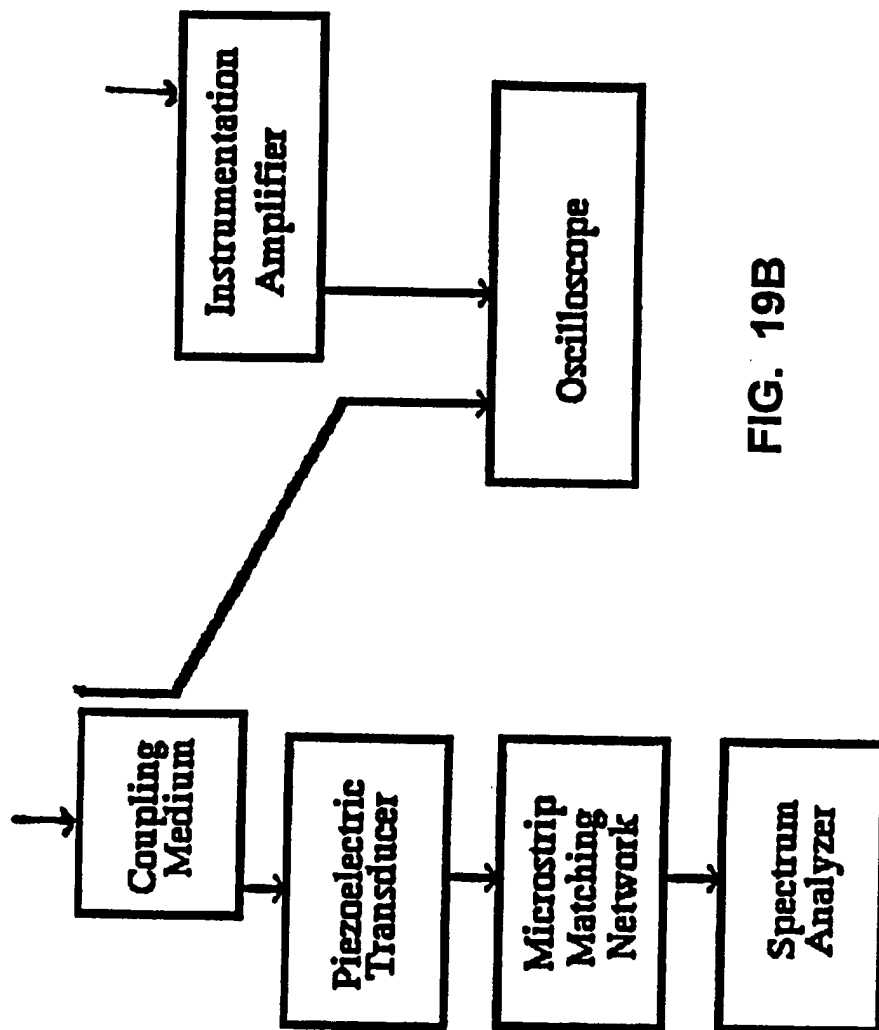 Coupling
Medium
Piezoelectric
Transducer
Microstrip
Matching
Network
Spectrum
Analyzer
Instrumentation
Amplifier
Oscilloscope
FIG. 19B